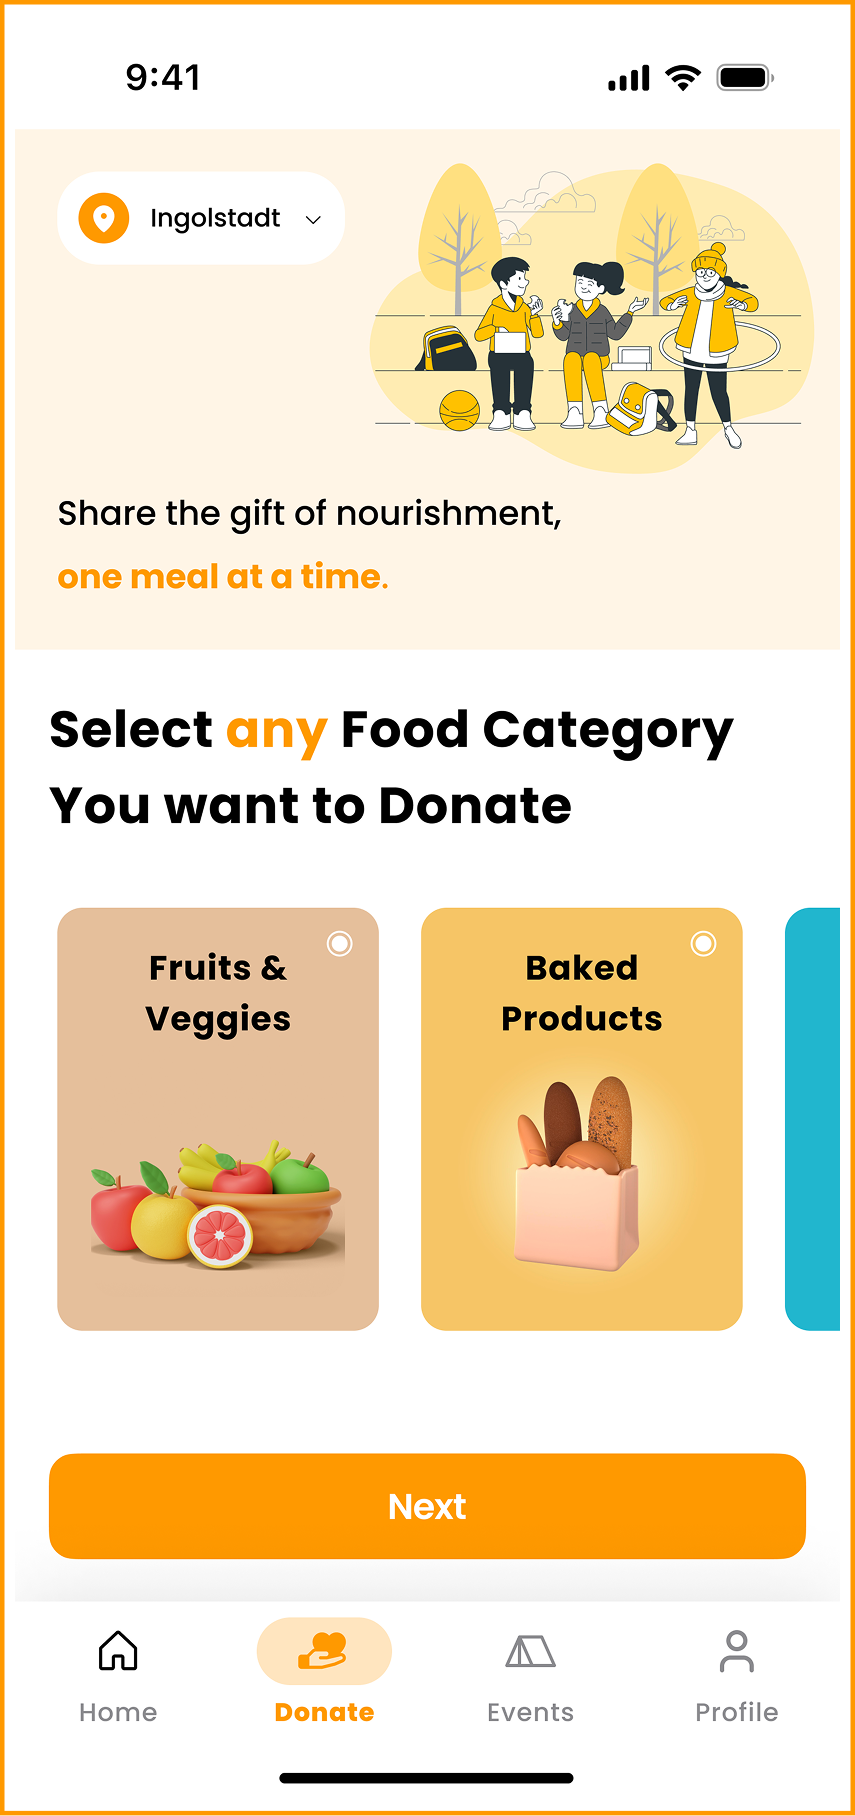 9:41
Ingolstadt
Share the gift of nourishment,
one meal at a time.
Select any Food Category
You want to Donate
Fruits &
Veggies
Baked
Products
Next
Home
Donate
Events
Profile